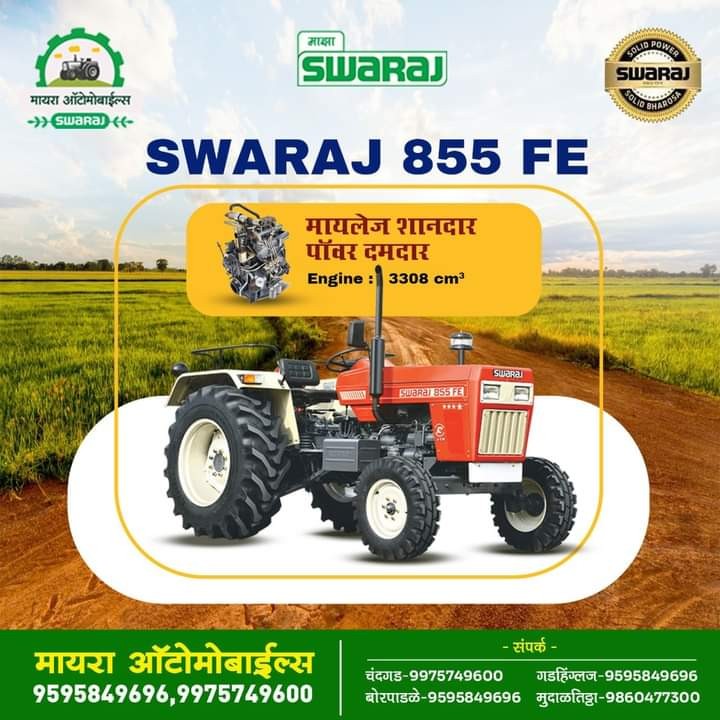 मायरा ऑटोमोबाईल्स
SWARAJ
माझा
SWARAJ
SOLID POWER
SWARAJ
SOLID BHAROSA
SWARAJ 855 FE
मायलेज शानदार
पॉवर दमदार
Engine : 3308 cm³
SWARAJ
SWARAJ 855 FE
मायरा ऑटोमोबाईल्स
9595849696,9975749600
- संपर्क -
चंदगड-9975749600 गडहिंग्लज-9595849696
बोरपाडळे-9595849696 मुदाळतिट्ठा-9860477300